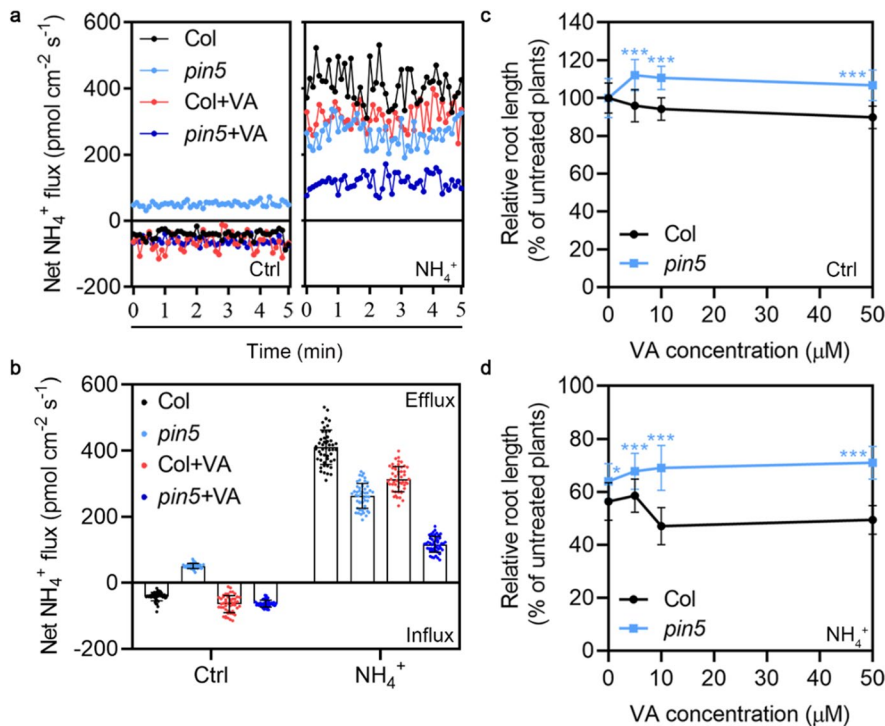 a
Net NH₄⁺ flux (pmol cm⁻² s⁻¹)
600
400
200
0
-200
Col
pin5
Col+VA
pin5+VA
Ctrl
NH₄⁺
0 1 2 3 4 5 0 1 2 3 4 5
Time (min)
b
Net NH₄⁺ flux (pmol cm⁻² s⁻¹)
600
400
200
0
-200
Col
pin5
Col+VA
pin5+VA
Efflux
Influx
Ctrl NH₄⁺
c
Relative root length
(% of untreated plants)
140
120
100
80
60
40
20
0
*** *** ***
Col
pin5
Ctrl
0 10 20 30 40 50
VA concentration (μM)
d
Relative root length
(% of untreated plants)
100
80
60
40
20
0
* *** *** ***
Col
pin5
NH₄⁺
0 10 20 30 40 50
VA concentration (μM)